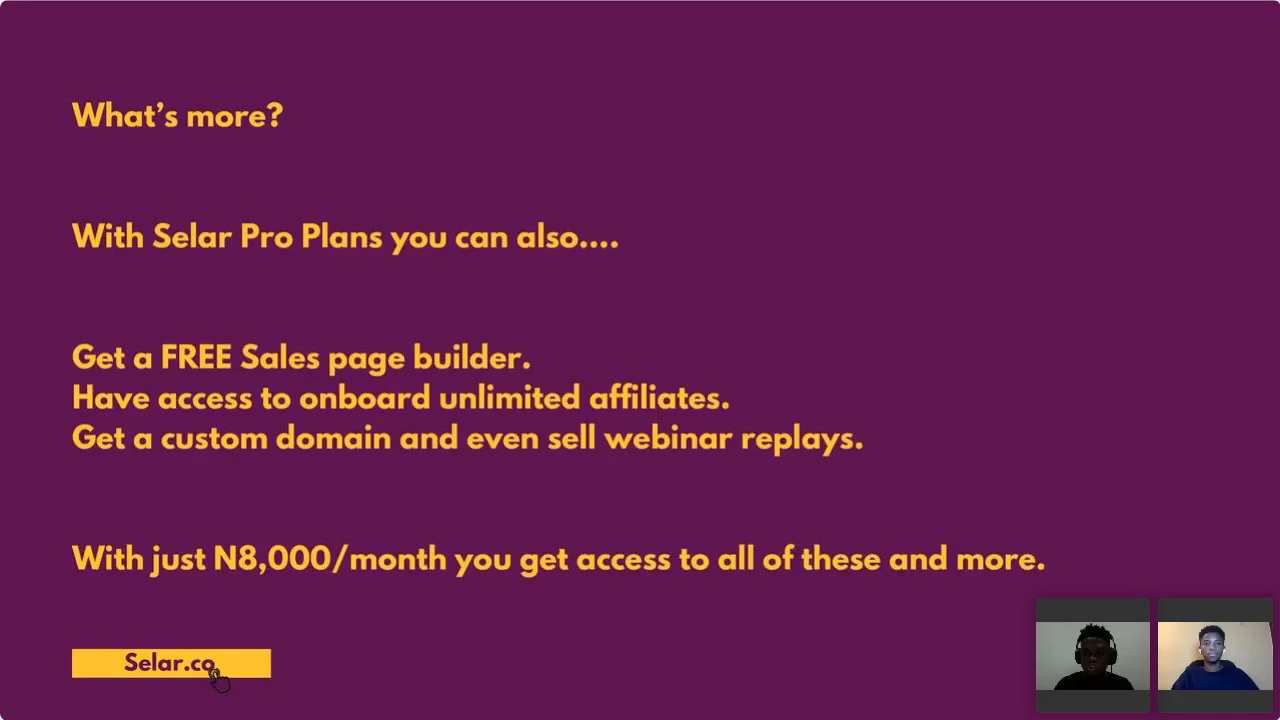 What's more?
With Selar Pro Plans you can also....
Get a FREE Sales page builder.
Have access to onboard unlimited affiliates.
Get a custom domain and even sell webinar replays.
With just N8,000/month you get access to all of these and more.
Selar.co